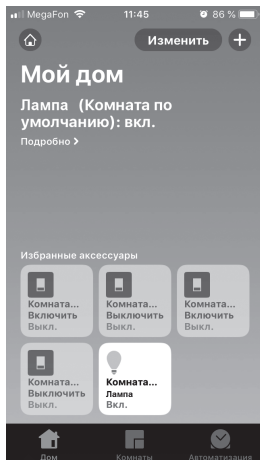 MegaFon 11:45 86 %
Изменить +
Мой дом
Лампа (Комната по
умолчанию): вкл.
Подробно >
Избранные аксессуары
Комната... Комната... Комната...
Включить Выключить Включить
Выкл. Выкл. Выкл.
Комната... Комната...
Выключить Лампа
Выкл. Вкл.
Дом Комнаты Автоматизация